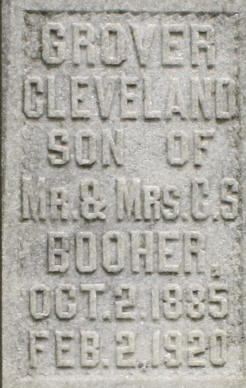 GROVER
CLEVELAND
SON OF
MR. & MRS. C.S
BOOHER,
OCT. 2. 1885
FEB. 2. 1920